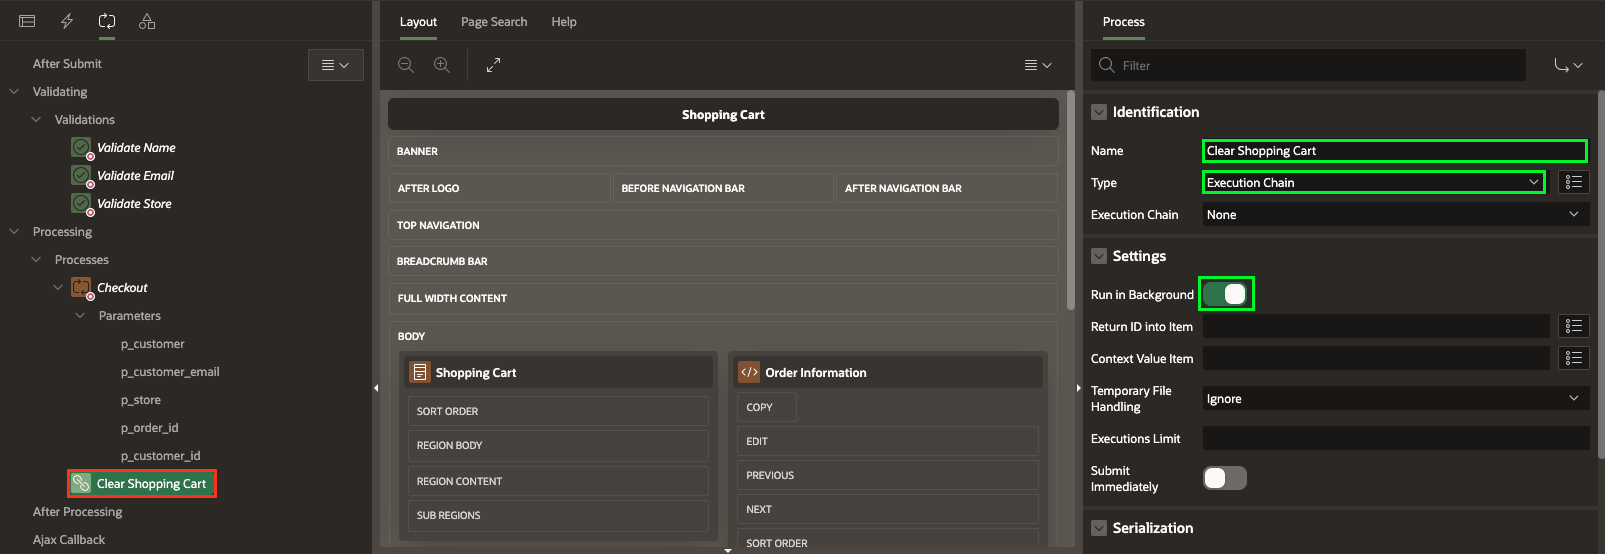 After Submit
Validating
Validations
Validate Name
Validate Email
Validate Store
Processing
Processes
Checkout
Parameters
p_customer
p_customer_email
p_store
p_order_id
p_customer_id
Clear Shopping Cart
After Processing
Ajax Callback
Layout Page Search Help
Shopping Cart
BANNER
AFTER LOGO BEFORE NAVIGATION BAR AFTER NAVIGATION BAR
TOP NAVIGATION
BREADCRUMB BAR
FULL WIDTH CONTENT
BODY
Shopping Cart
SORT ORDER
REGION BODY
REGION CONTENT
SUB REGIONS
Order Information
COPY
EDIT
PREVIOUS
NEXT
SORT ORDER
Process
Filter
Identification
Name Clear Shopping Cart
Type Execution Chain
Execution Chain None
Settings
Run in Background
Return ID into Item
Context Value Item
Temporary File
Handling Ignore
Executions Limit
Submit
Immediately
Serialization